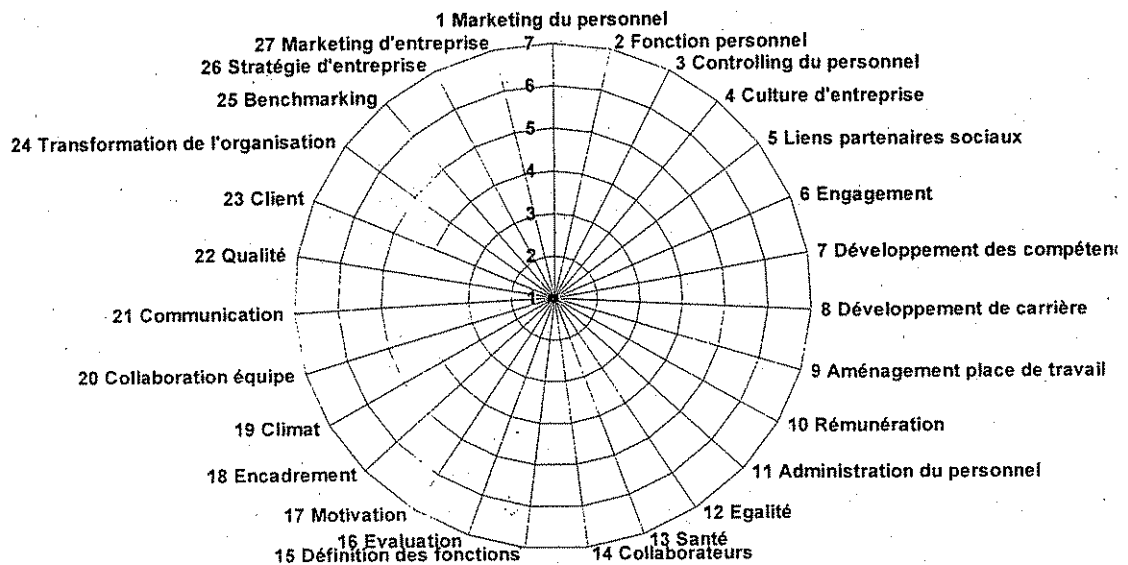 1 Marketing du personnel
2 Fonction personnel
3 Controlling du personnel
4 Culture d'entreprise
5 Liens partenaires sociaux
6 Engagement
7 Développement des compéten
8 Développement de carrière
9 Aménagement place de travail
10 Rémunération
11 Administration du personnel
12 Egalité
13 Santé
14 Collaborateurs
15 Définition des fonctions
16 Evaluation
17 Motivation
18 Encadrement
19 Climat
20 Collaboration équipe
21 Communication
22 Qualité
23 Client
24 Transformation de l'organisation
25 Benchmarking
26 Stratégie d'entreprise
27 Marketing d'entreprise
7
6
5
4
3
2
1